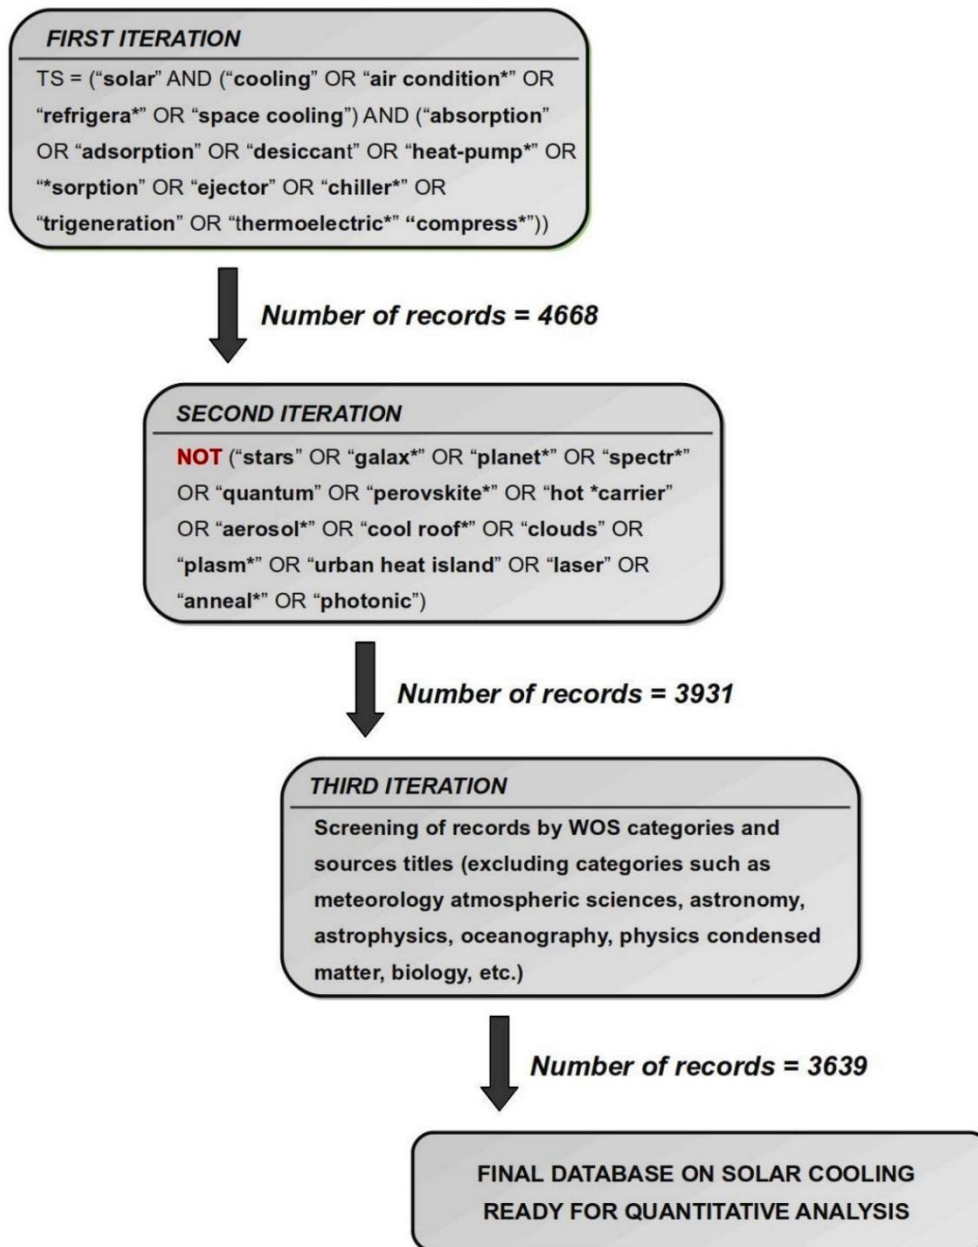 FIRST ITERATION
TS = (“solar” AND (“cooling” OR “air condition*” OR
“refrigera*” OR “space cooling”) AND (“absorption”
OR “adsorption” OR “desiccant” OR “heat-pump*” OR
“*sorption” OR “ejector” OR “chiller*” OR
“trigeneration” OR “thermoelectric*” “compress*”))
Number of records = 4668
SECOND ITERATION
NOT (“stars” OR “galax*” OR “planet*” OR “spectr*”
OR “quantum” OR “perovskite*” OR “hot *carrier”
OR “aerosol*” OR “cool roof*” OR “clouds” OR
“plasm*” OR “urban heat island” OR “laser” OR
“anneal*” OR “photonic”)
Number of records = 3931
THIRD ITERATION
Screening of records by WOS categories and
sources titles (excluding categories such as
meteorology atmospheric sciences, astronomy,
astrophysics, oceanography, physics condensed
matter, biology, etc.)
Number of records = 3639
FINAL DATABASE ON SOLAR COOLING
READY FOR QUANTITATIVE ANALYSIS